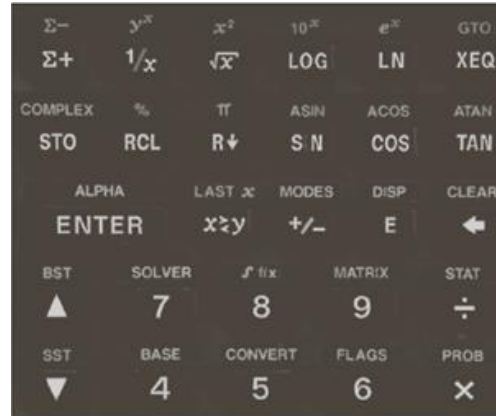 Σ− yˣ x² 10ˣ eˣ GTO
Σ+ 1/x √x LOG LN XEQ
COMPLEX % π ASIN ACOS ATAN
STO RCL R↓ S N COS TAN
ALPHA LAST x MODES DISP CLEAR
ENTER x≷y +/− E ←
BST SOLVER ∫f(x) MATRIX STAT
▲ 7 8 9 ÷
SST BASE CONVERT FLAGS PROB
▼ 4 5 6 ×